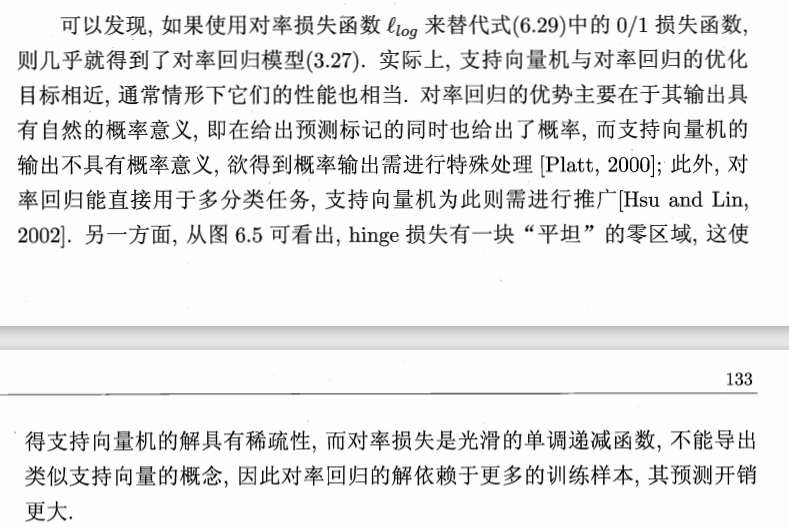 可以发现, 如果使用对率损失函数 ℓlog 来替代式(6.29)中的 0/1 损失函数,
则几乎就得到了对率回归模型(3.27). 实际上, 支持向量机与对率回归的优化
目标相近, 通常情形下它们的性能也相当. 对率回归的优势主要在于其输出具
有自然的概率意义, 即在给出预测标记的同时也给出了概率, 而支持向量机的
输出不具有概率意义, 欲得到概率输出需进行特殊处理 [Platt, 2000]; 此外, 对
率回归能直接用于多分类任务, 支持向量机为此则需进行推广[Hsu and Lin,
2002]. 另一方面, 从图 6.5 可看出, hinge 损失有一块“平坦”的零区域, 这使
133
得支持向量机的解具有稀疏性, 而对率损失是光滑的单调递减函数, 不能导出
类似支持向量的概念, 因此对率回归的解依赖于更多的训练样本, 其预测开销
更大.